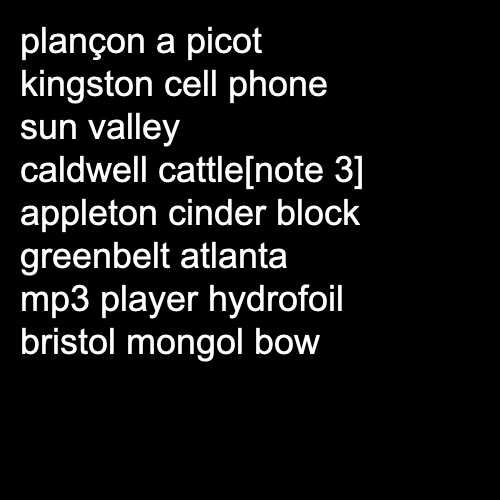 plançon a picot
kingston cell phone
sun valley
caldwell cattle[note 3]
appleton cinder block
greenbelt atlanta
mp3 player hydrofoil
bristol mongol bow